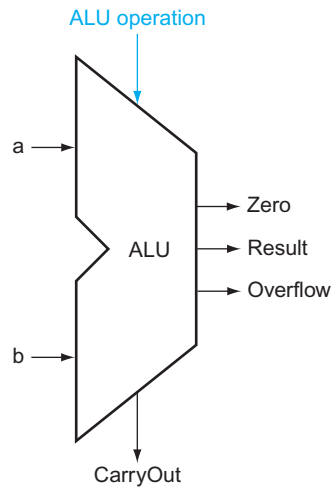 ALU operation
a
Zero
ALU
Result
Overflow
b
CarryOut